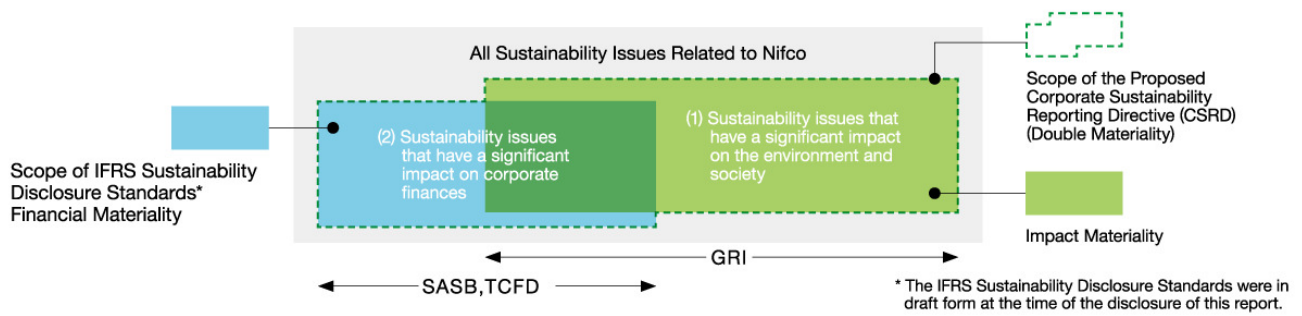 All Sustainability Issues Related to Nifco
Scope of IFRS Sustainability
Disclosure Standards*
Financial Materiality
(2) Sustainability issues
that have a significant
impact on corporate
finances
(1) Sustainability issues that
have a significant impact
on the environment and
society
Scope of the Proposed
Corporate Sustainability
Reporting Directive (CSRD)
(Double Materiality)
Impact Materiality
GRI
SASB,TCFD
* The IFRS Sustainability Disclosure Standards were in
draft form at the time of the disclosure of this report.